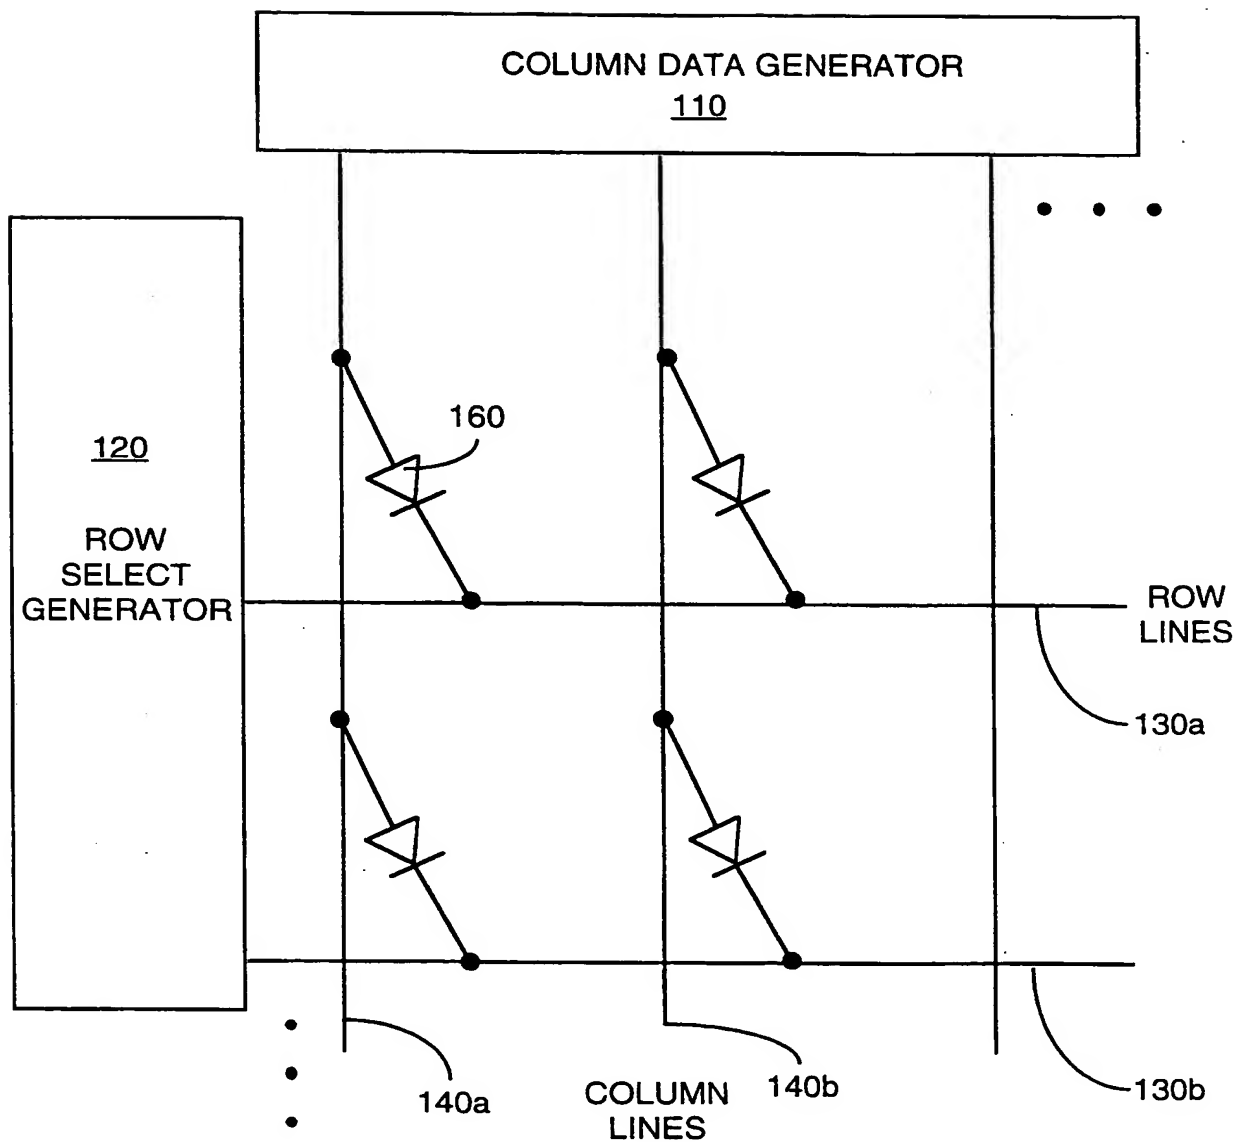 COLUMN DATA GENERATOR
110
160
120
ROW
SELECT
GENERATOR
ROW
LINES
130a
140a
COLUMN
LINES
140b
130b